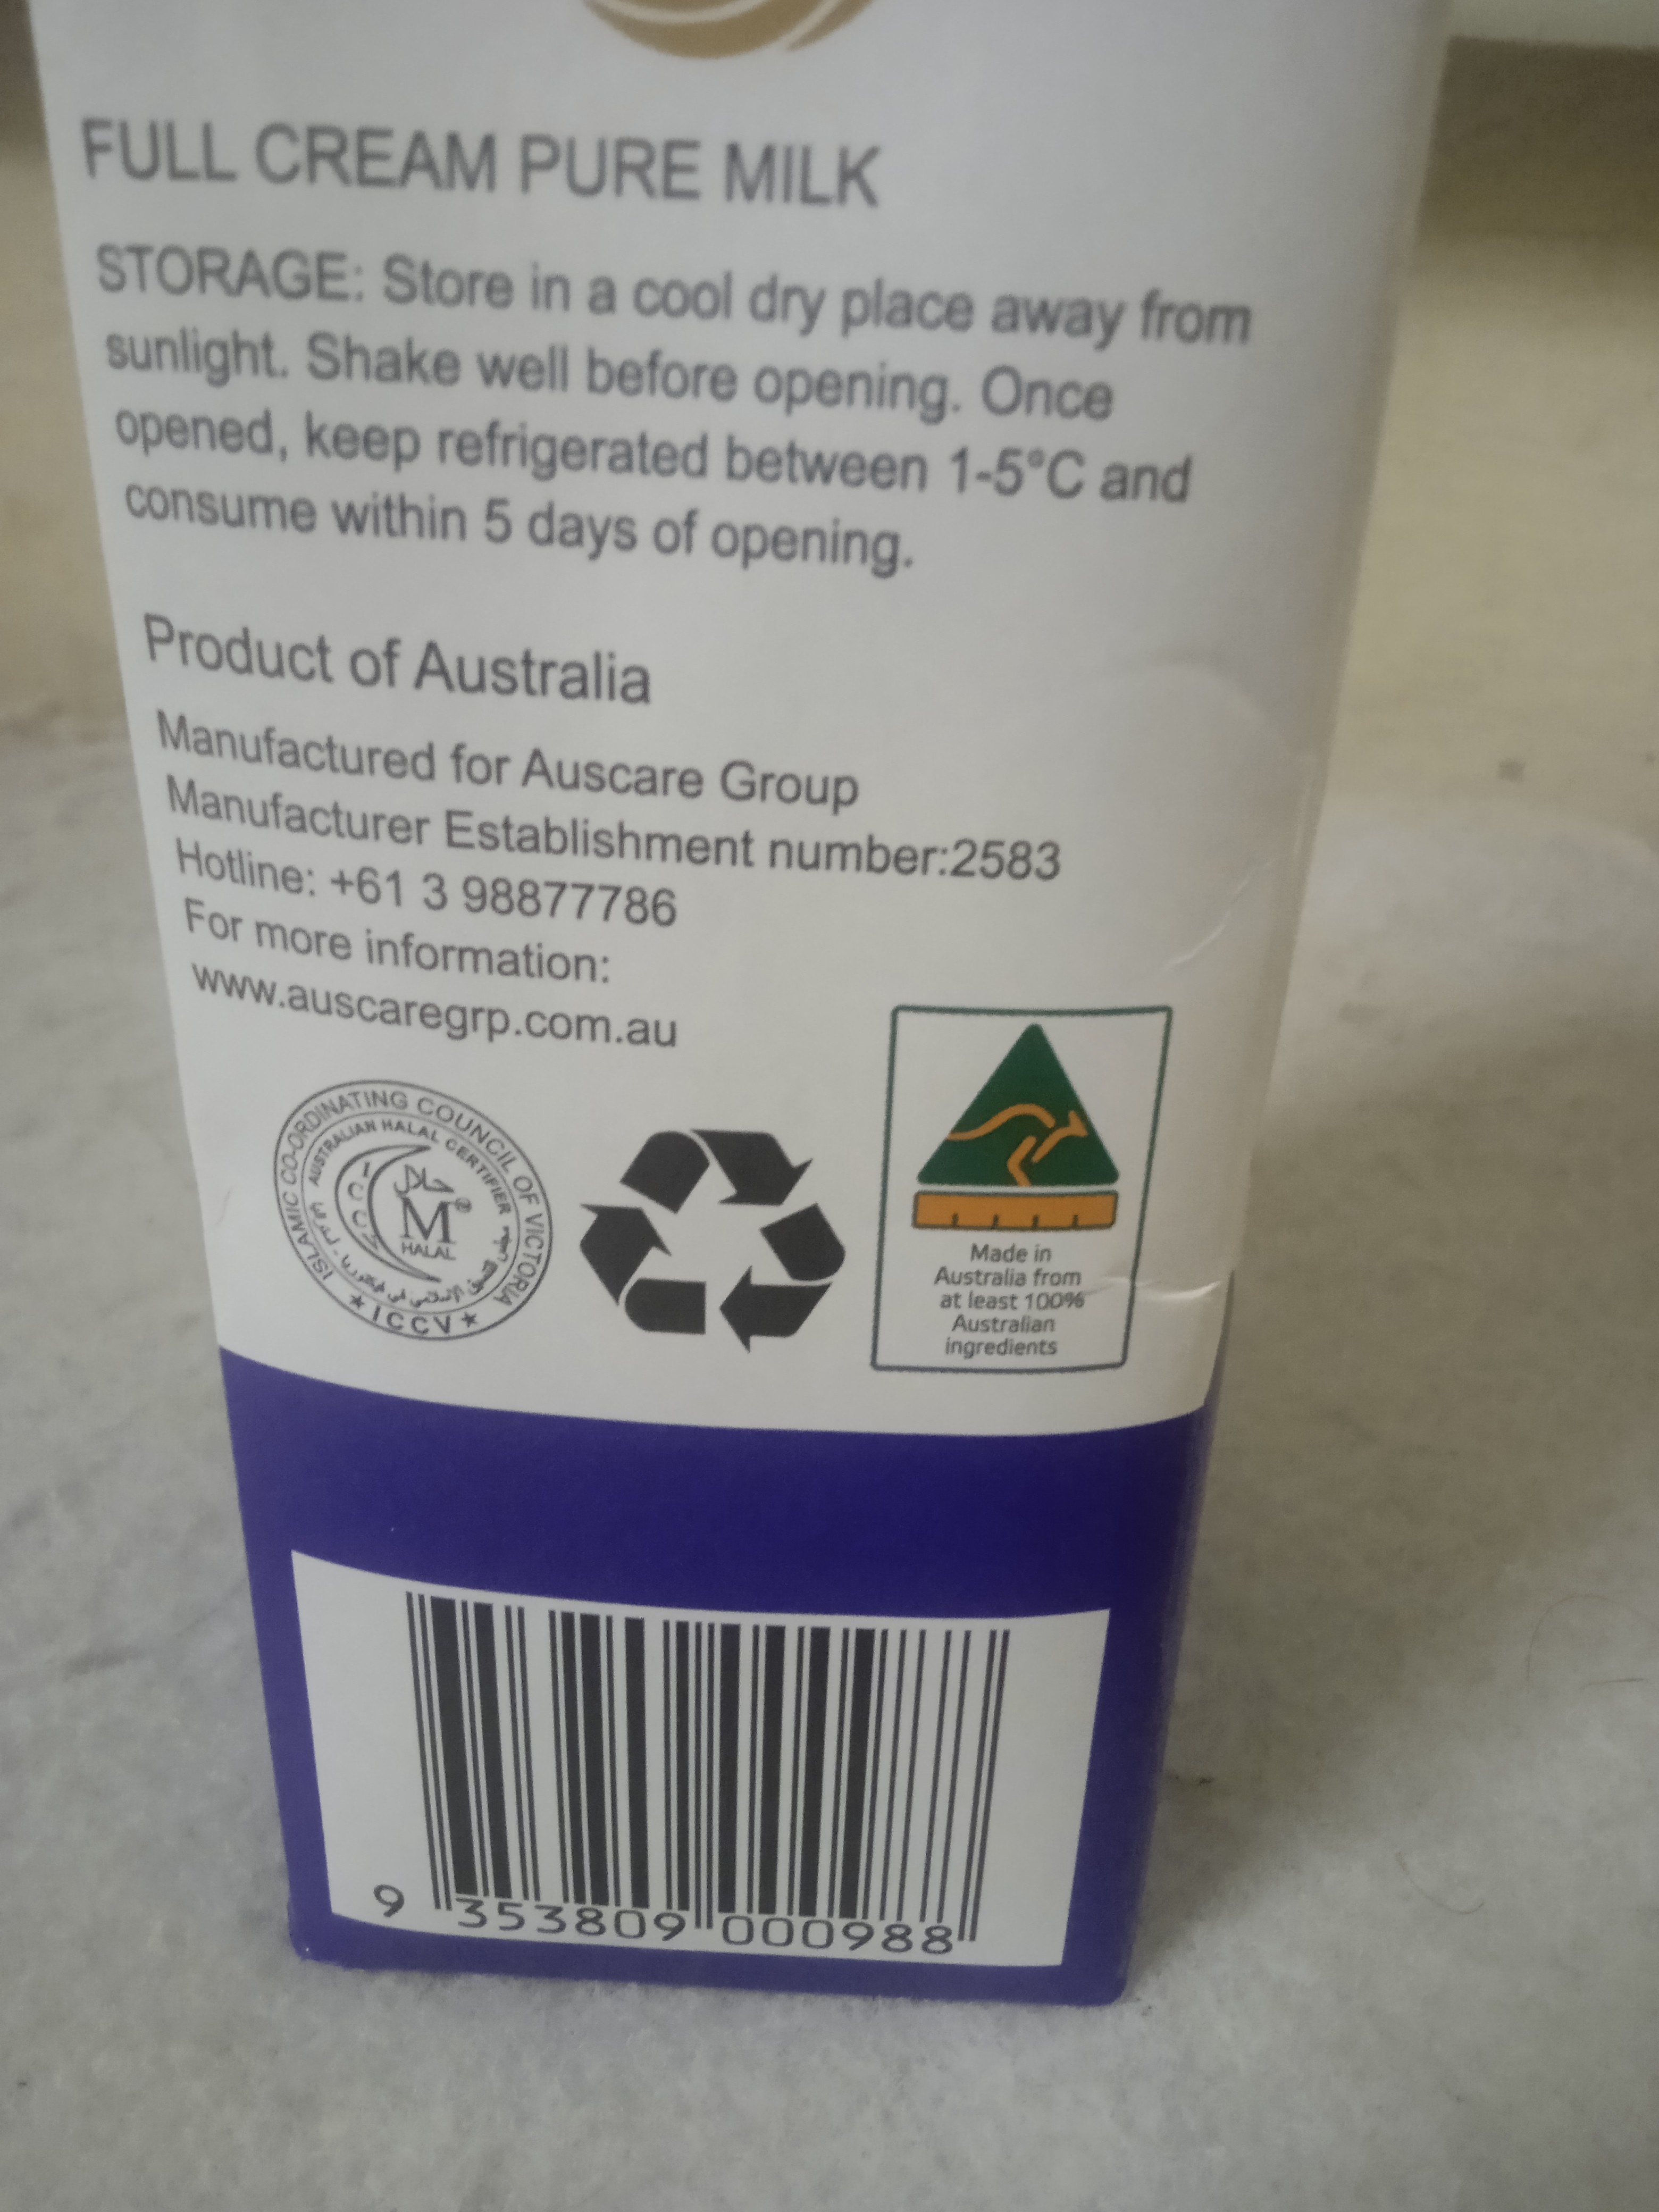 FULL CREAM PURE MILK
STORAGE: Store in a cool dry place away from
sunlight. Shake well before opening. Once
opened, keep refrigerated between 1-5°C and
consume within 5 days of opening.
Product of Australia
Manufactured for Auscare Group
Manufacturer Establishment number:2583
Hotline: +61 3 98877786
For more information:
www.auscaregrp.com.au
ISLAMIC CO-ORDINATING COUNCIL OF VICTORIA
AUSTRALIAN HALAL CERTIFIER
ICCV
حلال
M®
HALAL
★ ICCV ★
Made in
Australia from
at least 100%
Australian
ingredients
9 353809 000988